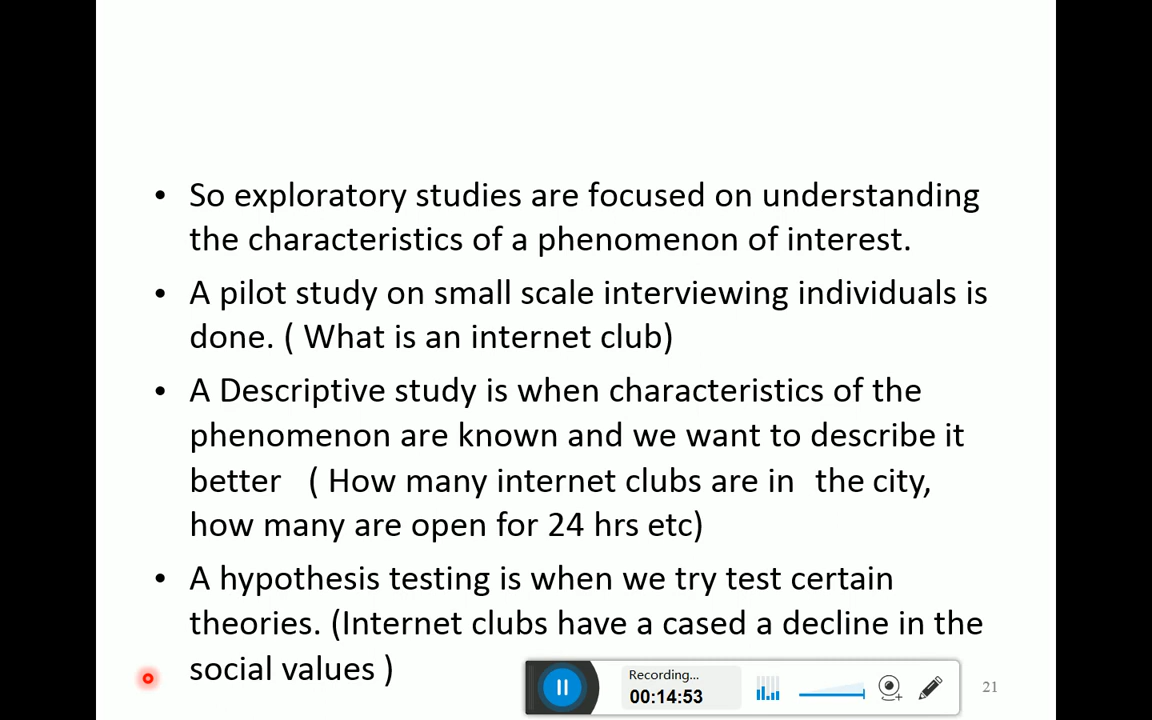 • So exploratory studies are focused on understanding
the characteristics of a phenomenon of interest.
• A pilot study on small scale interviewing individuals is
done. ( What is an internet club)
• A Descriptive study is when characteristics of the
phenomenon are known and we want to describe it
better ( How many internet clubs are in the city,
how many are open for 24 hrs etc)
• A hypothesis testing is when we try test certain
theories. (Internet clubs have a cased a decline in the
social values )
Recording...
00:14:53
21